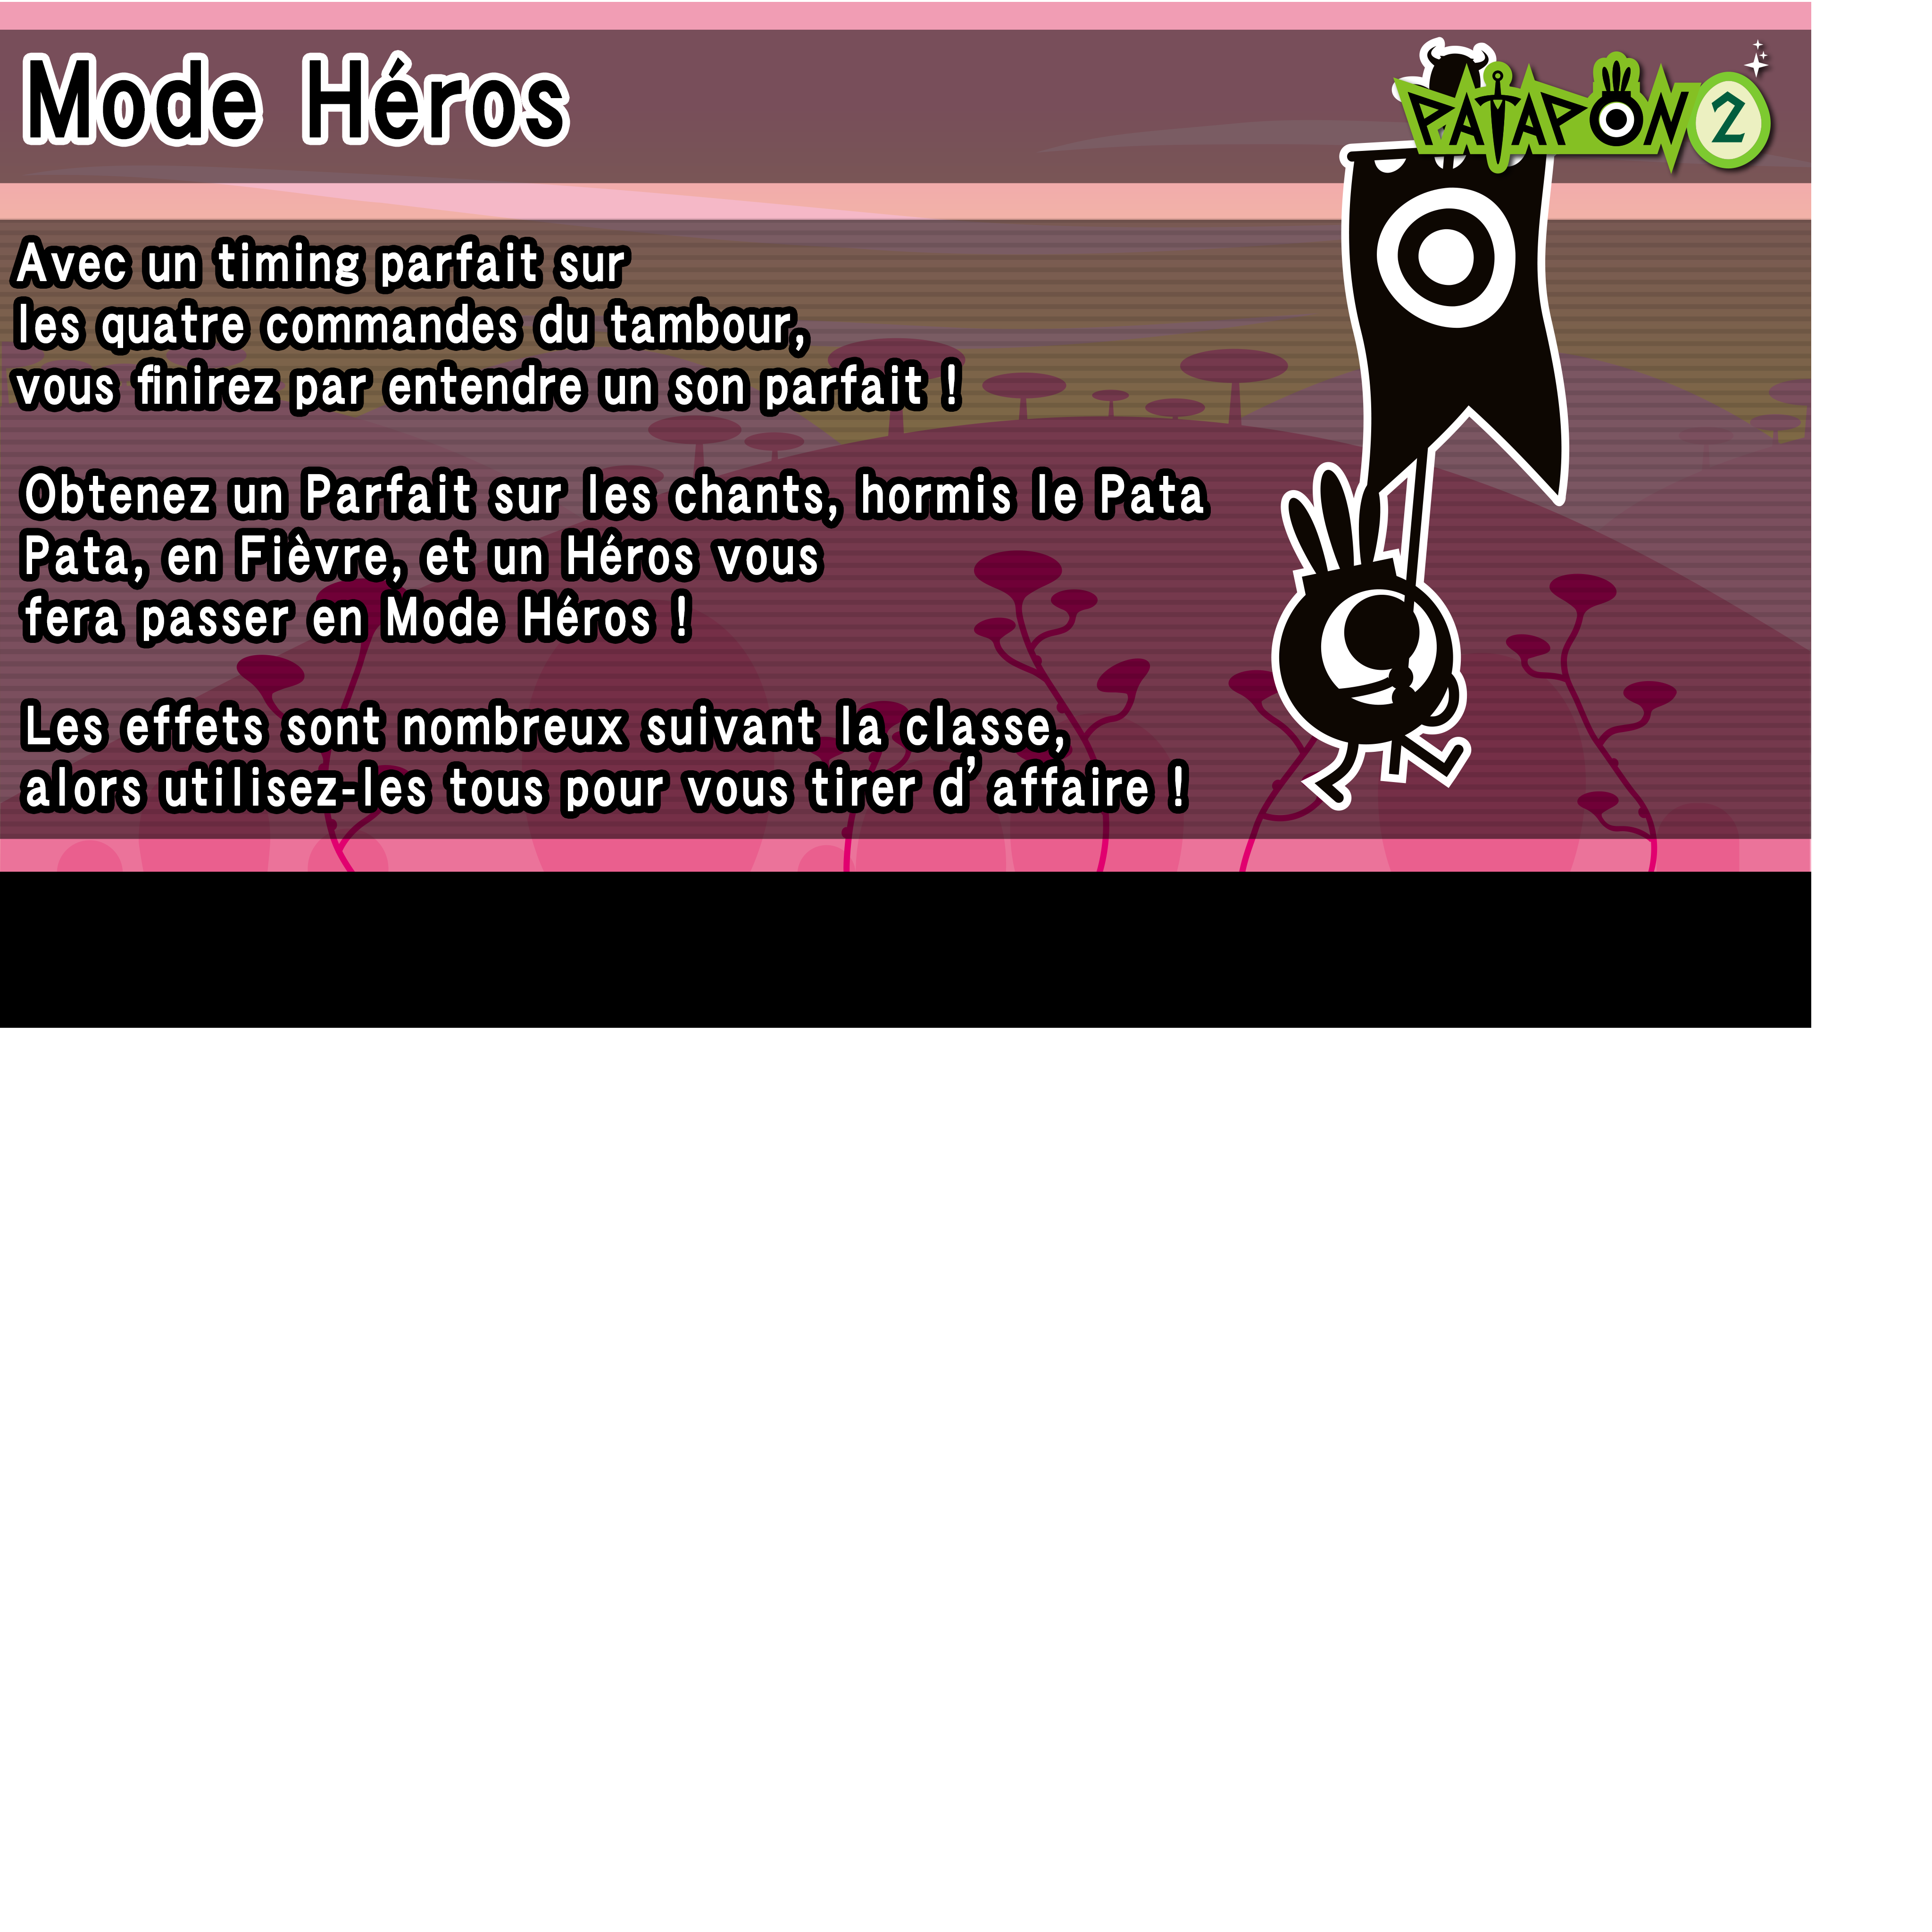 Mode Héros
PATAPON 2
Avec un timing parfait sur
les quatre commandes du tambour,
vous finirez par entendre un son parfait !
Obtenez un Parfait sur les chants, hormis le Pata
Pata, en Fièvre, et un Héros vous
fera passer en Mode Héros !
Les effets sont nombreux suivant la classe,
alors utilisez-les tous pour vous tirer d'affaire !